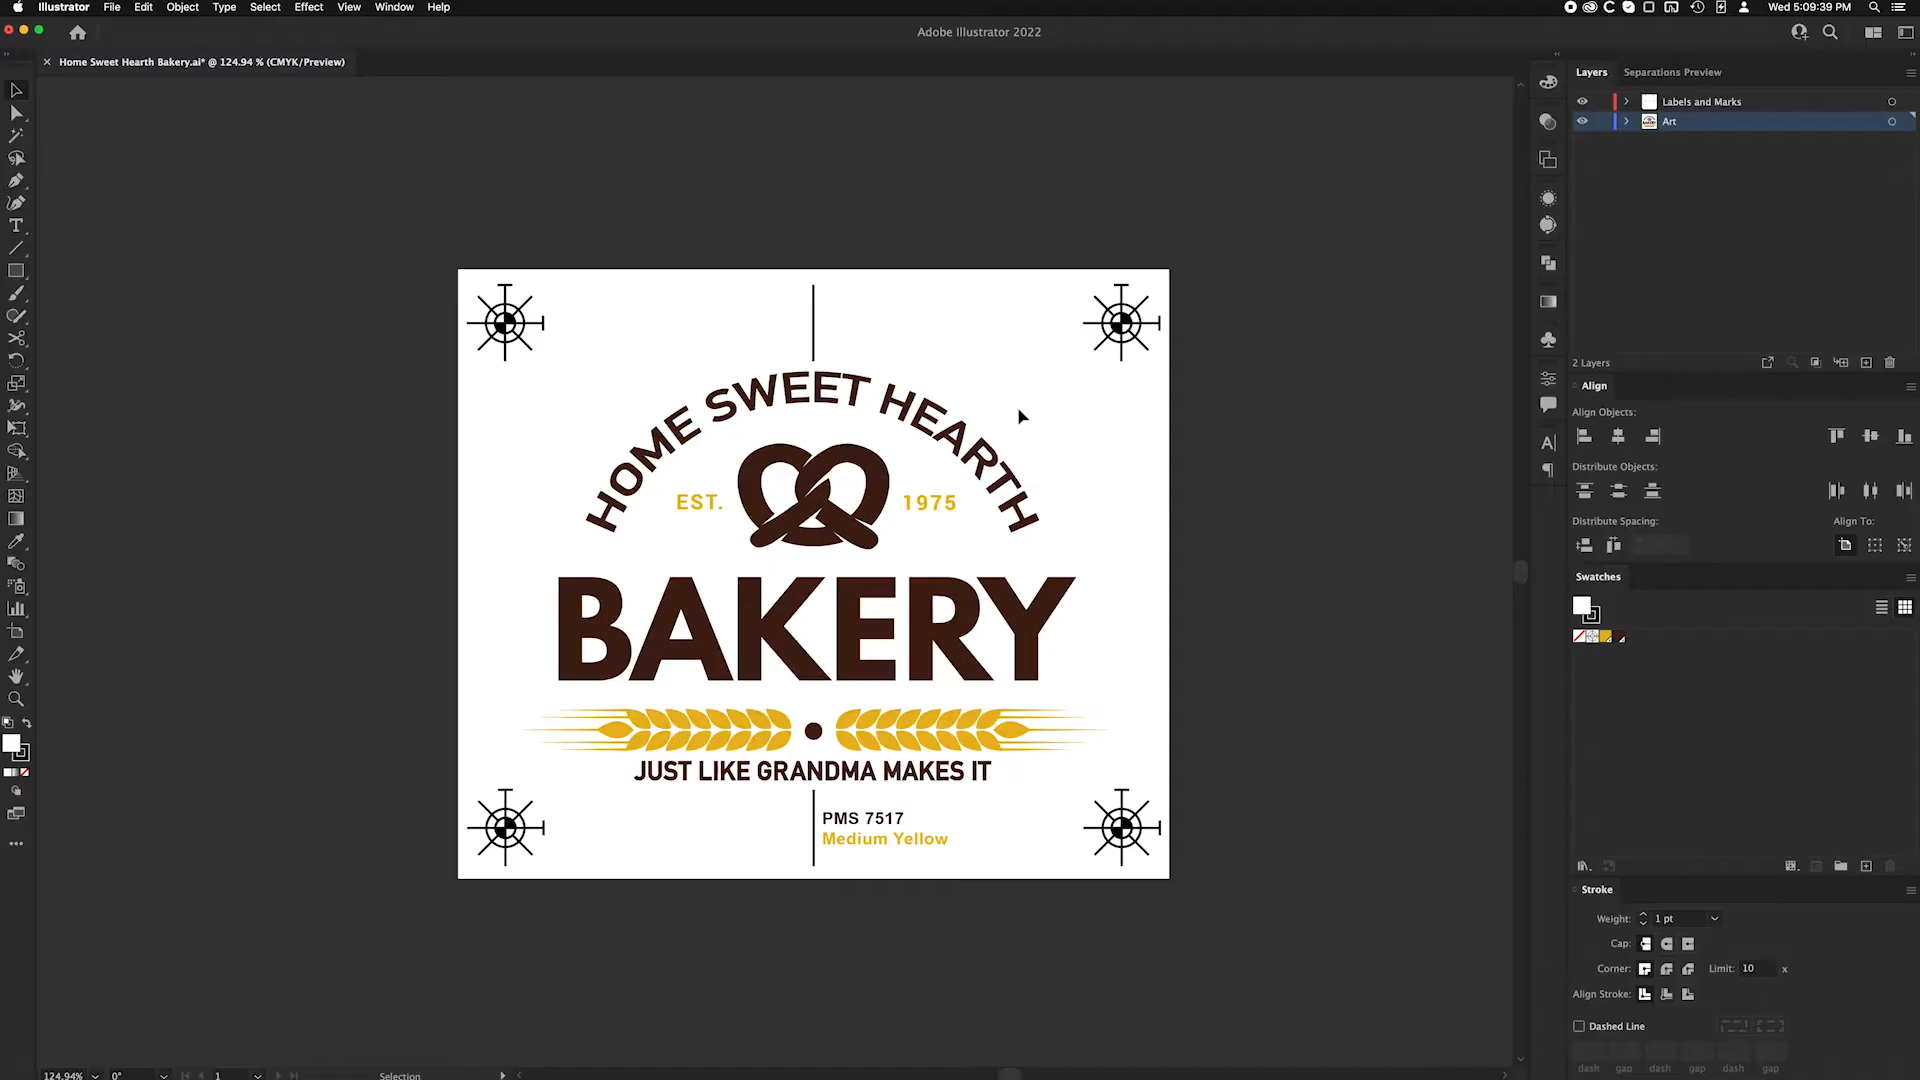 Illustrator File Edit Object Type Select Effect View Window Help
Wed 5:09:39 PM
Adobe Illustrator 2022
Home Sweet Hearth Bakery.ai* @ 124.94 % (CMYK/Preview)
Layers Separations Preview
Labels and Marks
Art
2 Layers
Align
Align Objects:
Distribute Objects:
Distribute Spacing:
Align To:
Swatches
Stroke
Weight: 1 pt
Cap:
Corner: Limit: 10 x
Align Stroke:
Dashed Line
dash gap dash gap dash gap
HOME SWEET HEARTH
EST. 1975
BAKERY
JUST LIKE GRANDMA MAKES IT
PMS 7517
Medium Yellow
124.94% 0° 1 Selection